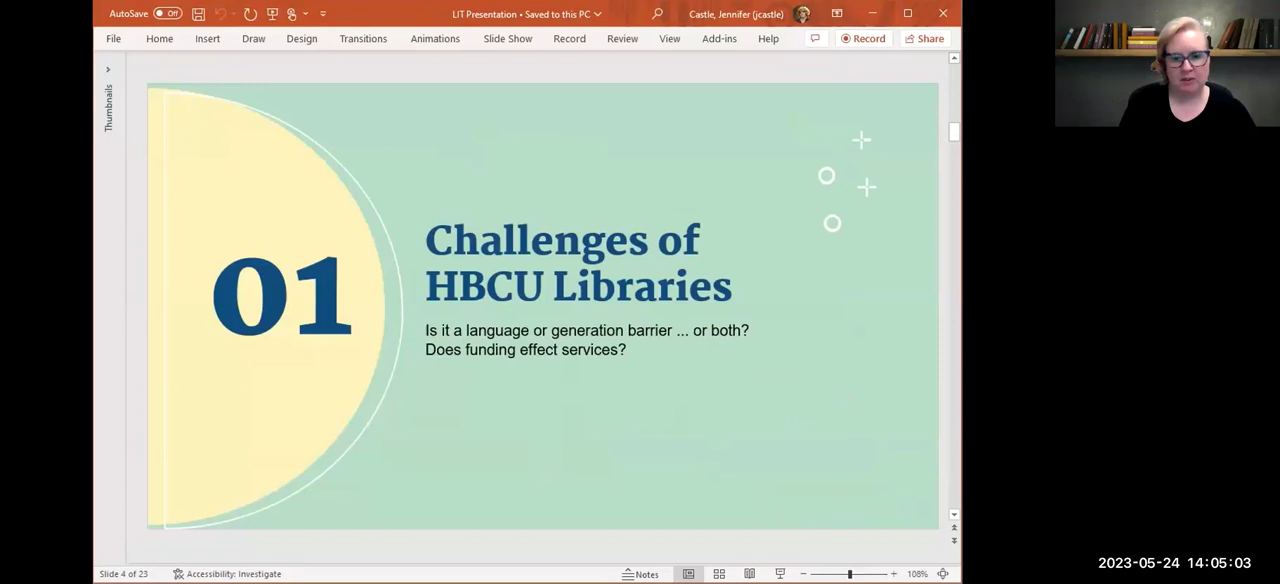 AutoSave Off
LIT Presentation • Saved to this PC
Castle, Jennifer (jcastle)
File Home Insert Draw Design Transitions Animations Slide Show Record Review View Add-ins Help Record Share
Thumbnails
01
Challenges of
HBCU Libraries
Is it a language or generation barrier ... or both?
Does funding effect services?
Slide 4 of 23 Accessibility: Investigate Notes 108%
2023-05-24 14:05:03